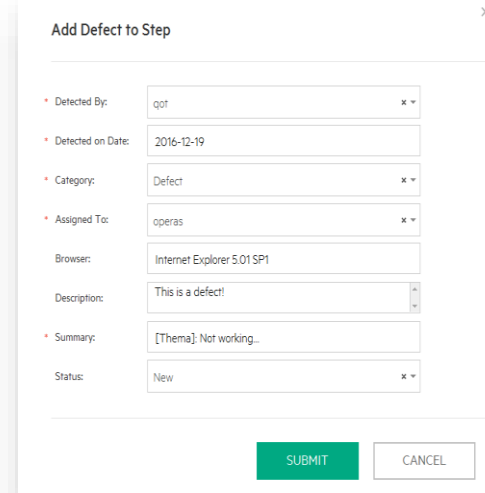 Add Defect to Step
* Detected By: qot
* Detected on Date: 2016-12-19
* Category: Defect
* Assigned To: operas
Browser: Internet Explorer 5.01 SP1
Description: This is a defect!
* Summary: [Thema]: Not working...
Status: New
SUBMIT CANCEL